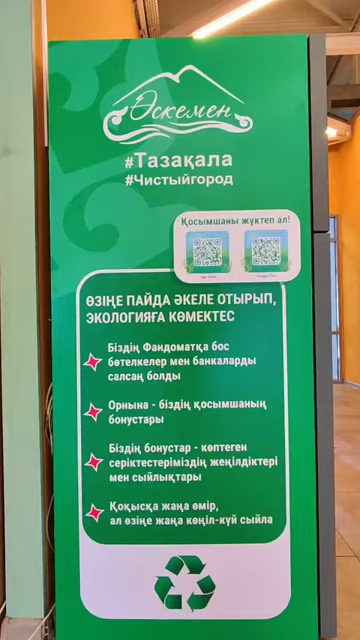 Өскемен
#Тазақала
#Чистыйгород
Қосымшаны жүктеп ал!
ӨЗІҢЕ ПАЙДА ӘКЕЛЕ ОТЫРЫП,
ЭКОЛОГИЯҒА КӨМЕКТЕС
Біздің Фандоматқа бос
бөтелкелер мен банкаларды
салсаң болды
Орнына - біздің қосымшаның
бонустары
Біздің бонустар - көптеген
серіктестеріміздің жеңілдіктері
мен сыйлықтары
Қоқысқа жаңа өмір,
ал өзіңе жаңа көңіл-күй сыйла